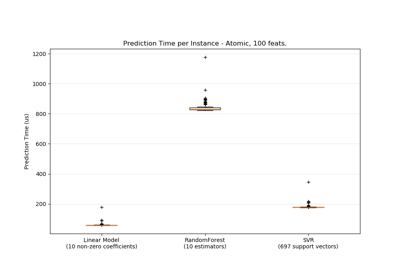 Prediction Time per Instance - Atomic, 100 feats.
1200
1000
800
600
400
200
Prediction Time (us)
Linear Model
(10 non-zero coefficients)
RandomForest
(10 estimators)
SVR
(697 support vectors)